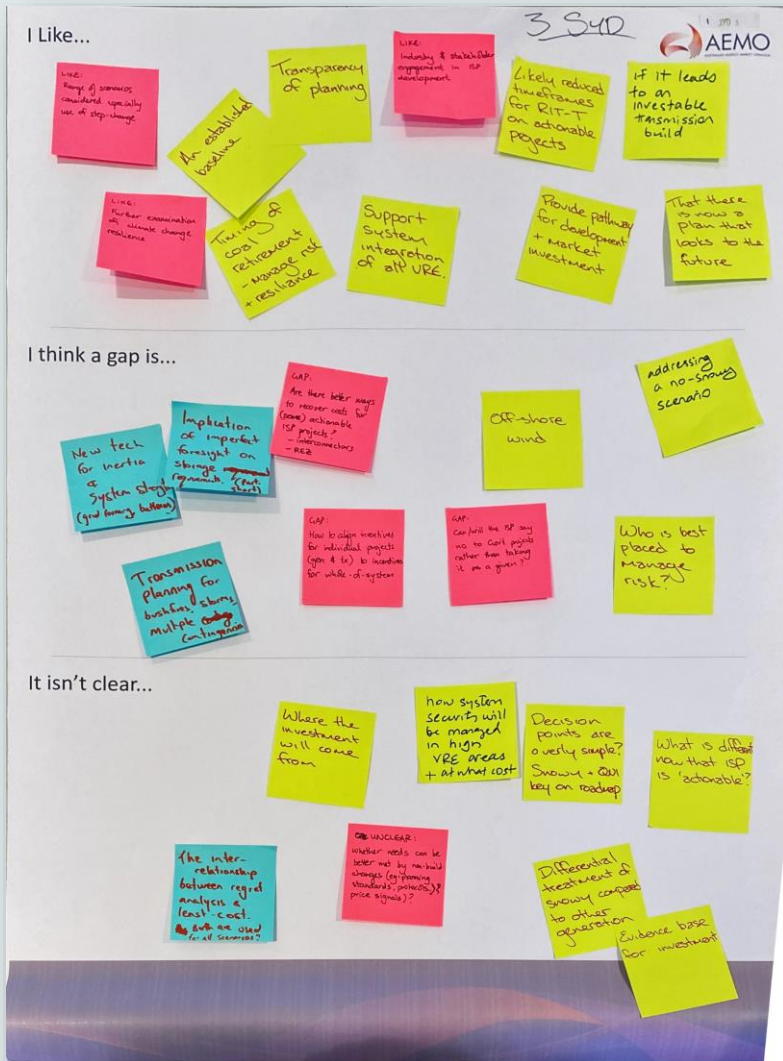 I Like...
3 SYD
AEMO
LIKE:
Range of scenarios
considered especially
use of step-change
An established
baseline
Transparency
of planning
LIKE:
Industry & stakeholder
engagement in ISP
development.
Likely reduced
timeframes
for RIT-T
on actionable
projects
if it leads
to an
investable
transmission
build
LIKE:
Further examination
of climate change
resilience
Timing of
coal
retirement
- manage risk
+ resiliance
Support
system
integration
of all VRE.
Provide pathway
for development
+ market
investment
That there
is now a
plan that
looks to the
future
I think a gap is...
New tech
for inertia
&
System
(grid forming batteries)
Implication
of imperfect
foresight on
storage
requirements.
GAP:
Are there better ways
to recover costs for
(some) actionable
ISP projects?
- interconnectors
- REZ
Off-shore
wind
addressing
a no-snowy
scenario
Transmission
planning for
bushfires, storms,
multiple
contingencies
GAP:
How to align incentives
for individual projects
(gen & tx) to incentives
for whole-of-system
GAP:
Can/will the ISP say
no to Govt projects
rather than taking
it as a given?
Who is best
placed to
manage
risk?
It isn't clear...
Where the
investment
will come
from
how system
security will
be managed
in high
VRE areas
+ at what cost
Decision
points are
overly simple?
Snowy + QNI
key on roadmap
What is different
now that ISP
is 'actionable'?
The inter-
relationship
between regret
analysis &
least-cost.
Both are used
for all scenarios?
UNCLEAR:
Whether needs can be
better met by non-build
changes (eg-planning
standards, protocols,
price signals)?
Differential
treatment of
snowy compared
to other
generation
Evidence base
for investment